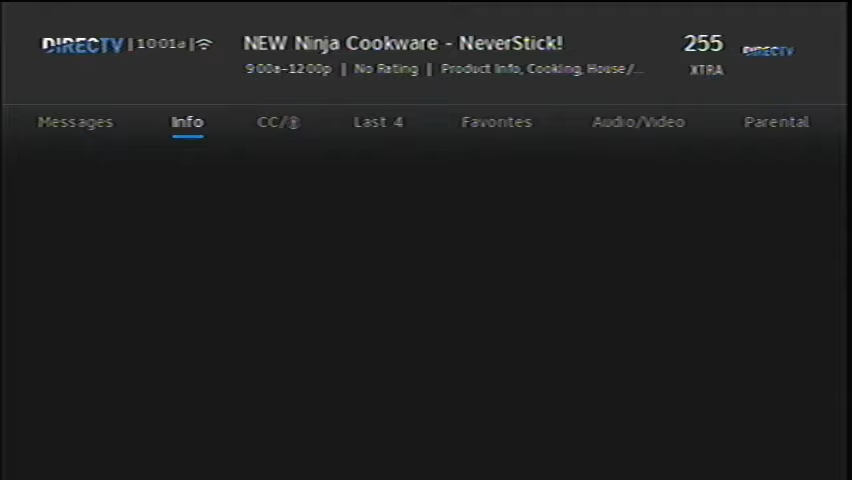 DIRECTV | 10:01a | NEW Ninja Cookware - NeverStick! 255 DIRECTV
9:00a-12:00p | No Rating | Product Info, Cooking, House/... XTRA
Messages Info CC/ Last 4 Favorites Audio/Video Parental